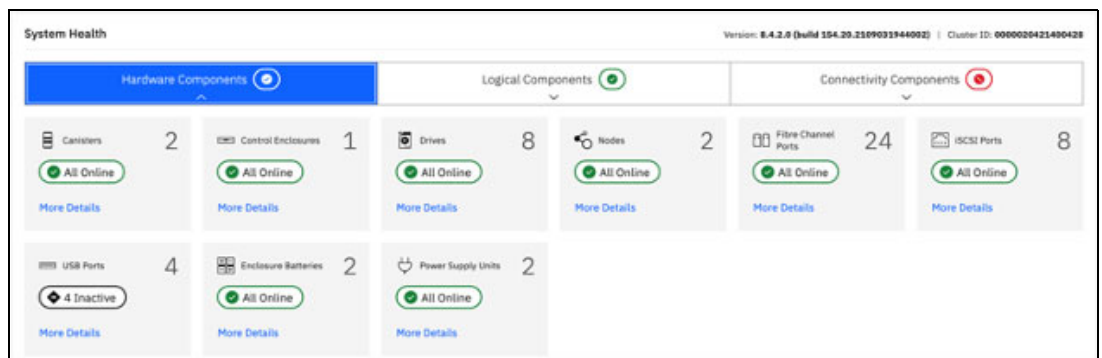 System Health
Version: 8.4.2.0 (build 154.20.2109031944002) | Cluster ID: 0000020421400428
Hardware Components
Logical Components
Connectivity Components
Canisters 2
Control Enclosures 1
Drives 8
Nodes 2
Fibre Channel
Ports 24
iSCSI Ports 8
All Online
All Online
All Online
All Online
All Online
All Online
More Details
More Details
More Details
More Details
More Details
More Details
USB Ports 4
Enclosure Batteries 2
Power Supply Units 2
4 Inactive
All Online
All Online
More Details
More Details
More Details